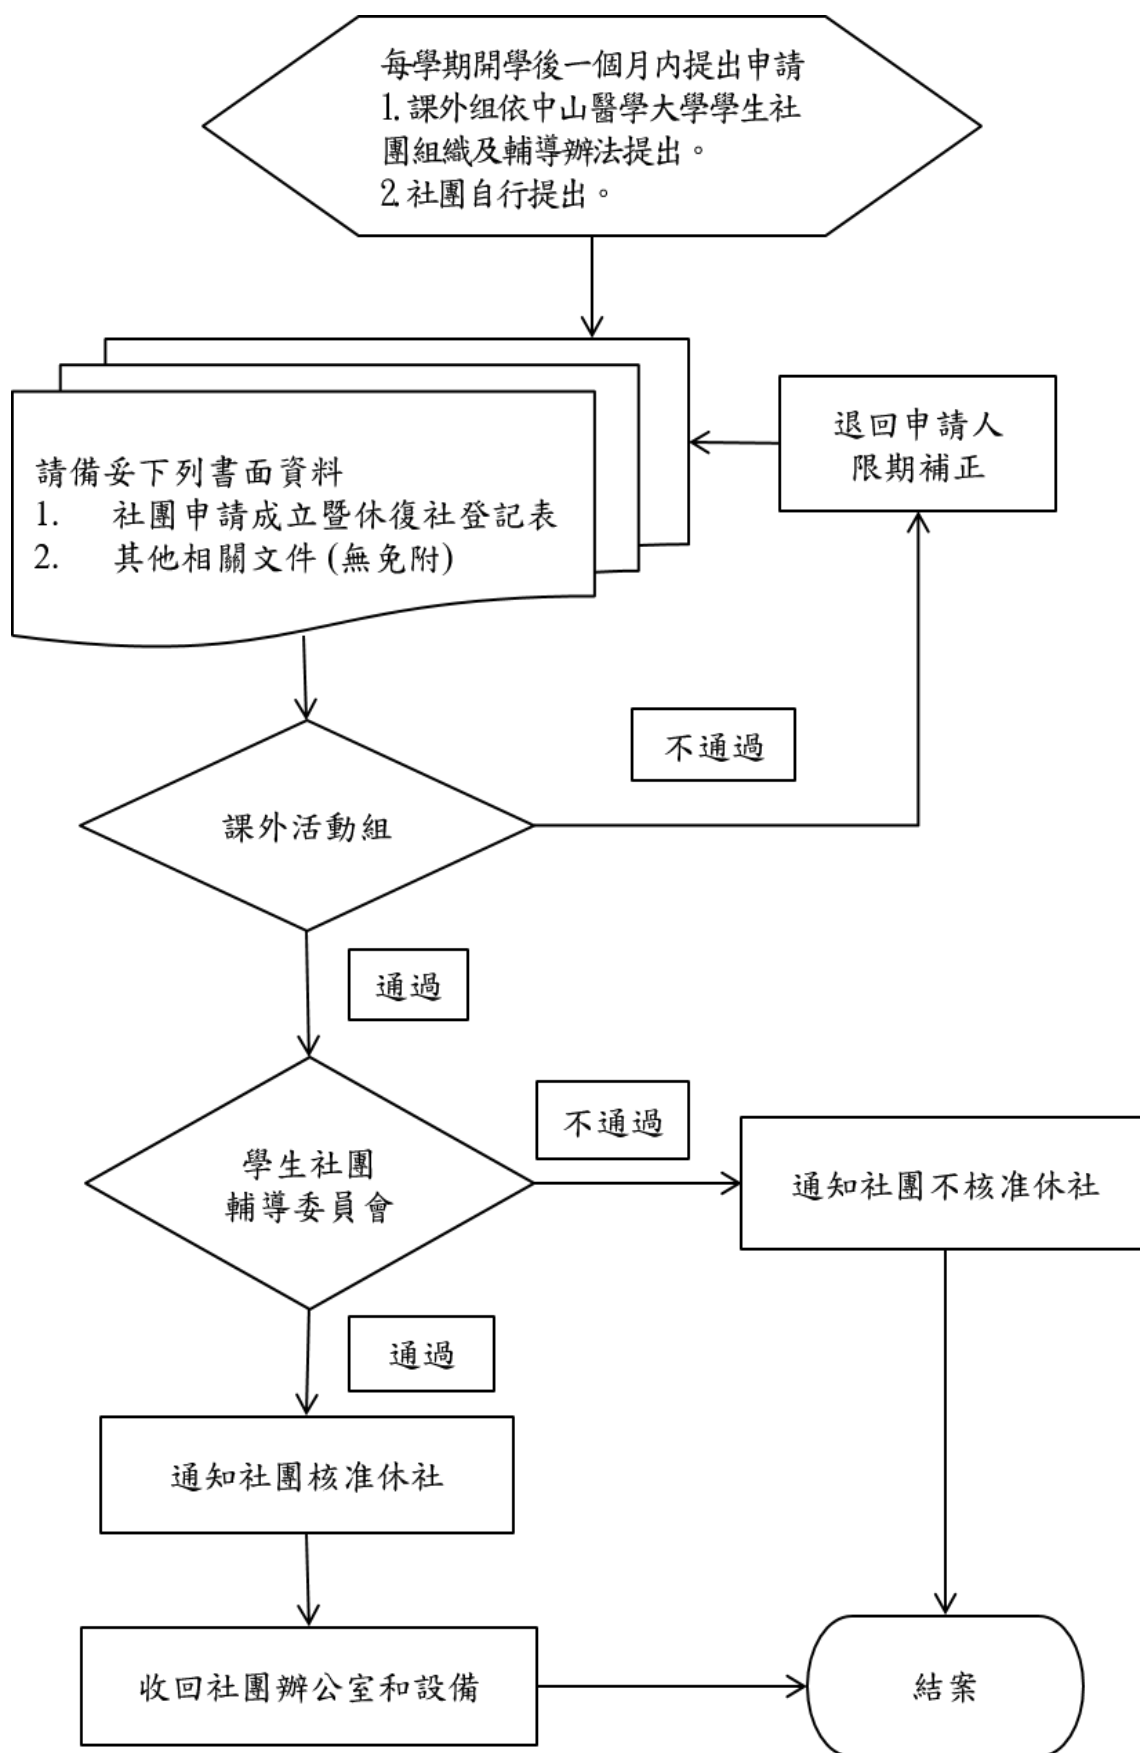 每學期開學後一個月内提出申請
1.課外组依中山醫學大學學生社
團組織及輔導辦法提出。
2.社團自行提出。
請備妥下列書面資料
1. 社團申請成立暨休復社登記表
2. 其他相關文件(無免附)
退回申請人
限期補正
不通過
課外活動組
通過
不通過
學生社團
輔導委員會
通知社團不核准休社
通過
通知社團核准休社
收回社團辦公室和設備
結案